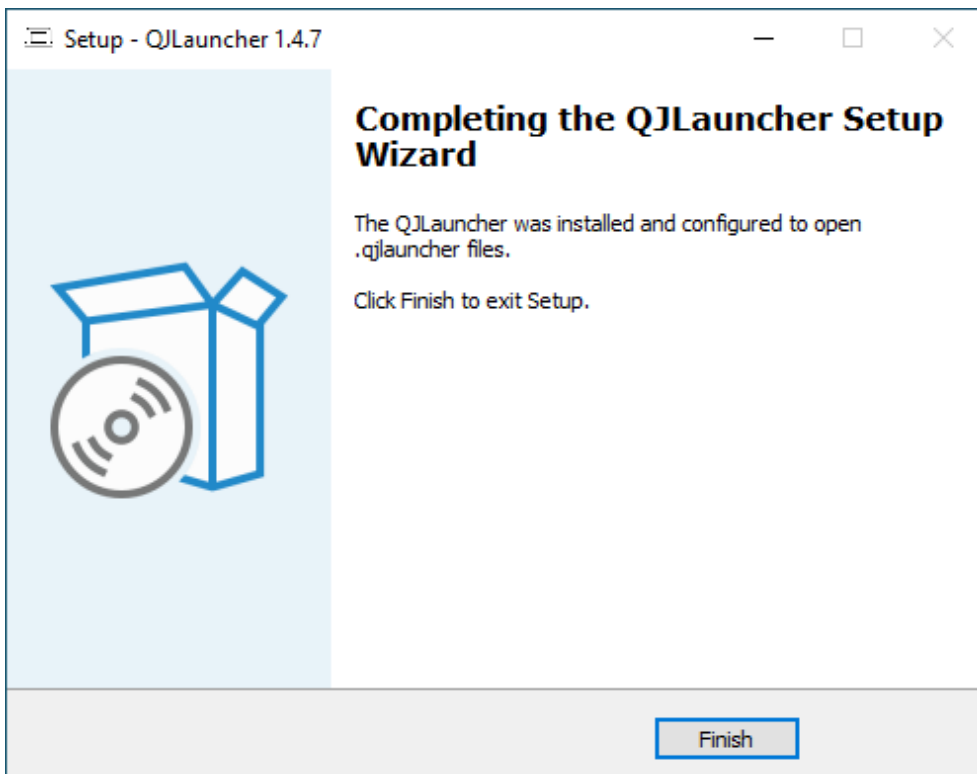 Setup - QJLauncher 1.4.7
Completing the QJLauncher Setup
Wizard
The QJLauncher was installed and configured to open
.qjlauncher files.
Click Finish to exit Setup.
Finish